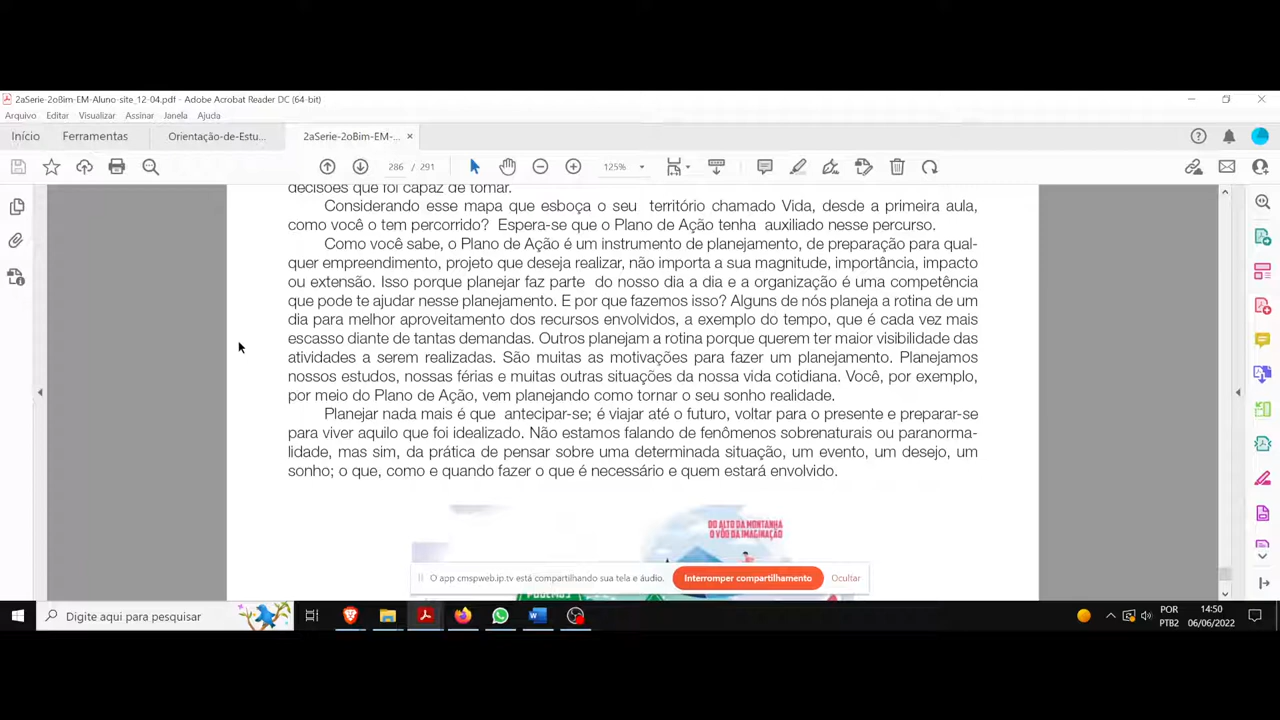 2aSerie-2oBim-EM-Aluno-site_12-04.pdf - Adobe Acrobat Reader DC (64-bit)
Arquivo Editar Visualizar Assinar Janela Ajuda
Início Ferramentas Orientação-de-Estu... 2aSerie-2oBim-EM-...
286 / 291 125%
decisões que foi capaz de tomar.
Considerando esse mapa que esboça o seu território chamado Vida, desde a primeira aula,
como você o tem percorrido? Espera-se que o Plano de Ação tenha auxiliado nesse percurso.
Como você sabe, o Plano de Ação é um instrumento de planejamento, de preparação para qual-
quer empreendimento, projeto que deseja realizar, não importa a sua magnitude, importância, impacto
ou extensão. Isso porque planejar faz parte do nosso dia a dia e a organização é uma competência
que pode te ajudar nesse planejamento. E por que fazemos isso? Alguns de nós planeja a rotina de um
dia para melhor aproveitamento dos recursos envolvidos, a exemplo do tempo, que é cada vez mais
escasso diante de tantas demandas. Outros planejam a rotina porque querem ter maior visibilidade das
atividades a serem realizadas. São muitas as motivações para fazer um planejamento. Planejamos
nossos estudos, nossas férias e muitas outras situações da nossa vida cotidiana. Você, por exemplo,
por meio do Plano de Ação, vem planejando como tornar o seu sonho realidade.
Planejar nada mais é que antecipar-se; é viajar até o futuro, voltar para o presente e preparar-se
para viver aquilo que foi idealizado. Não estamos falando de fenômenos sobrenaturais ou paranorma-
lidade, mas sim, da prática de pensar sobre uma determinada situação, um evento, um desejo, um
sonho; o que, como e quando fazer o que é necessário e quem estará envolvido.
DO ALTO DA MONTANHA
O VÔO DA IMAGINAÇÃO
O app cmspweb.ip.tv está compartilhando sua tela e áudio. Interromper compartilhamento Ocultar
PODEMOS
Digite aqui para pesquisar
POR 14:50
PTB2 06/06/2022